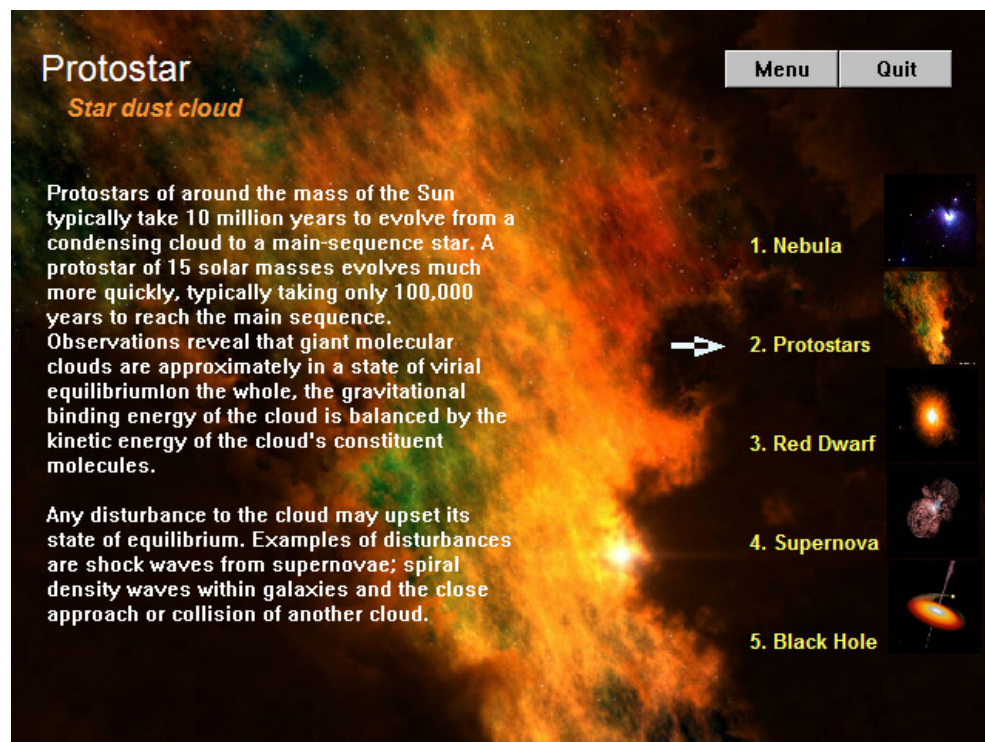 Protostar
Star dust cloud
Menu
Quit
Protostars of around the mass of the Sun
typically take 10 million years to evolve from a
condensing cloud to a main-sequence star. A
protostar of 15 solar masses evolves much
more quickly, typically taking only 100,000
years to reach the main sequence.
Observations reveal that giant molecular
clouds are approximately in a state of virial
equilibriumIon the whole, the gravitational
binding energy of the cloud is balanced by the
kinetic energy of the cloud's constituent
molecules.
Any disturbance to the cloud may upset its
state of equilibrium. Examples of disturbances
are shock waves from supernovae; spiral
density waves within galaxies and the close
approach or collision of another cloud.
1. Nebula
2. Protostars
3. Red Dwarf
4. Supernova
5. Black Hole